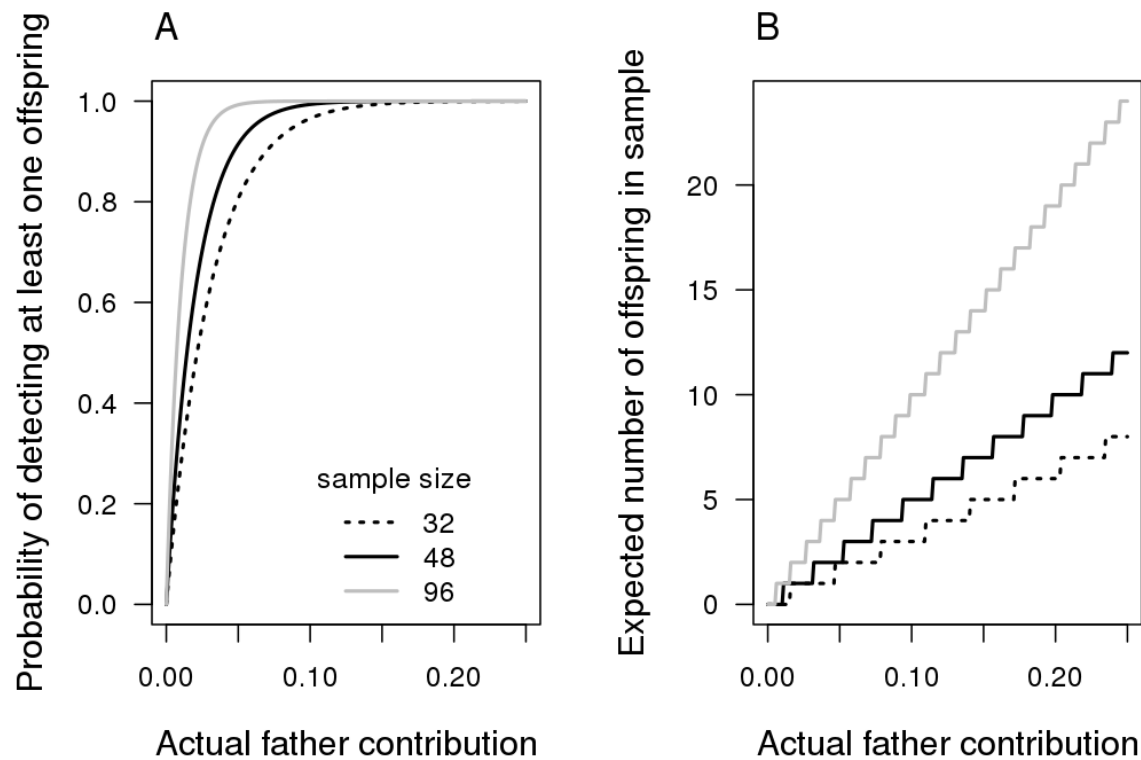 A
Probability of detecting at least one offspring
1.0
0.8
0.6
0.4
0.2
0.0
sample size
32
48
96
0.00 0.10 0.20
Actual father contribution
B
Expected number of offspring in sample
20
15
10
5
0
0.00 0.10 0.20
Actual father contribution